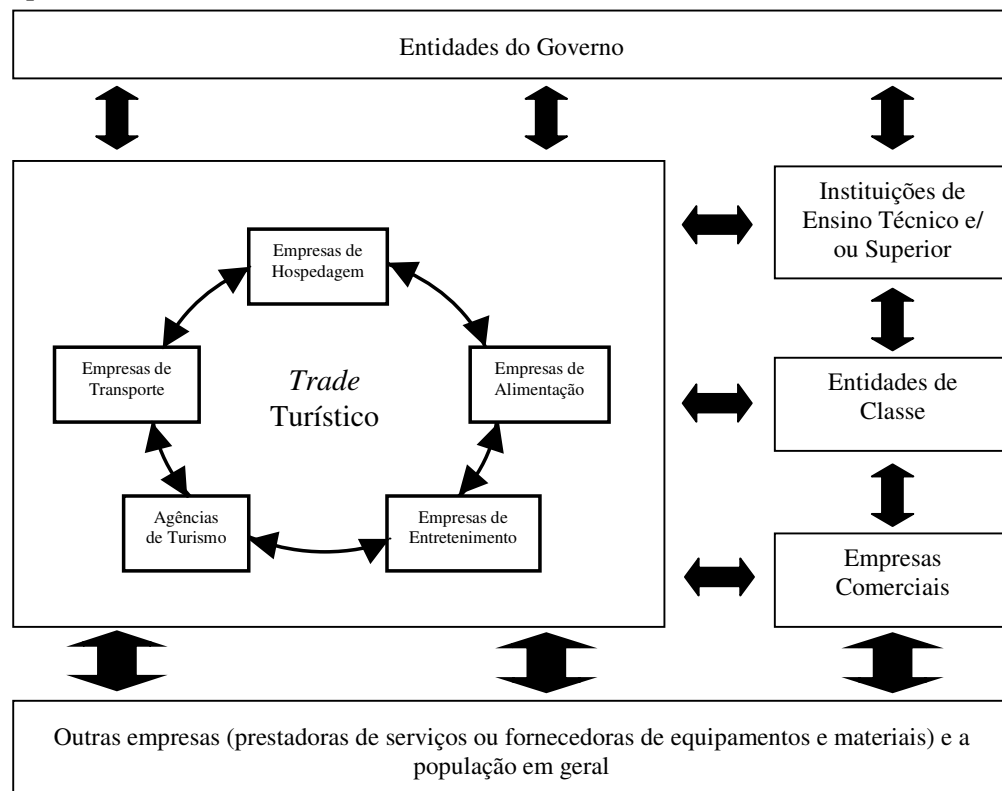 Entidades do Governo
Instituições de
Ensino Técnico e/
ou Superior
Empresas de
Hospedagem
Empresas de
Transporte
Trade
Turístico
Empresas de
Alimentação
Entidades de
Classe
Agências
de Turismo
Empresas de
Entretenimento
Empresas
Comerciais
Outras empresas (prestadoras de serviços ou fornecedoras de equipamentos e materiais) e a
população em geral